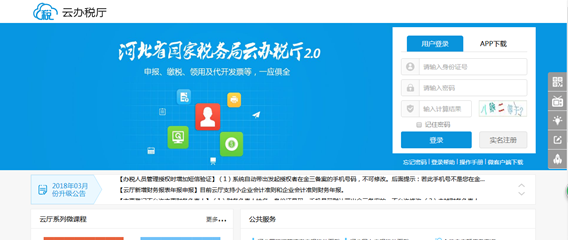 云办税厅
河北省国家税务局云办税厅2.0
申报、缴税、领用及代开发票等，一应俱全
用户登录
APP下载
请输入身份证号
请输入密码
请输入计算结果
记住密码
登录
实名注册
忘记密码 | 登录帮助 | 操作手册 | 微客户端下载
2018年03月
份升级公告
【办税人员管理授权时增加短信验证】（1）系统自动带出发起授权者在金三备案的手机号码，不可修改。后面提示：若此手机号不是您在金...
【云厅新增财务报表年报申报】目前云厅支持小企业会计准则和企业会计准则财务年报。
云厅系列微课程
更多...
公共服务